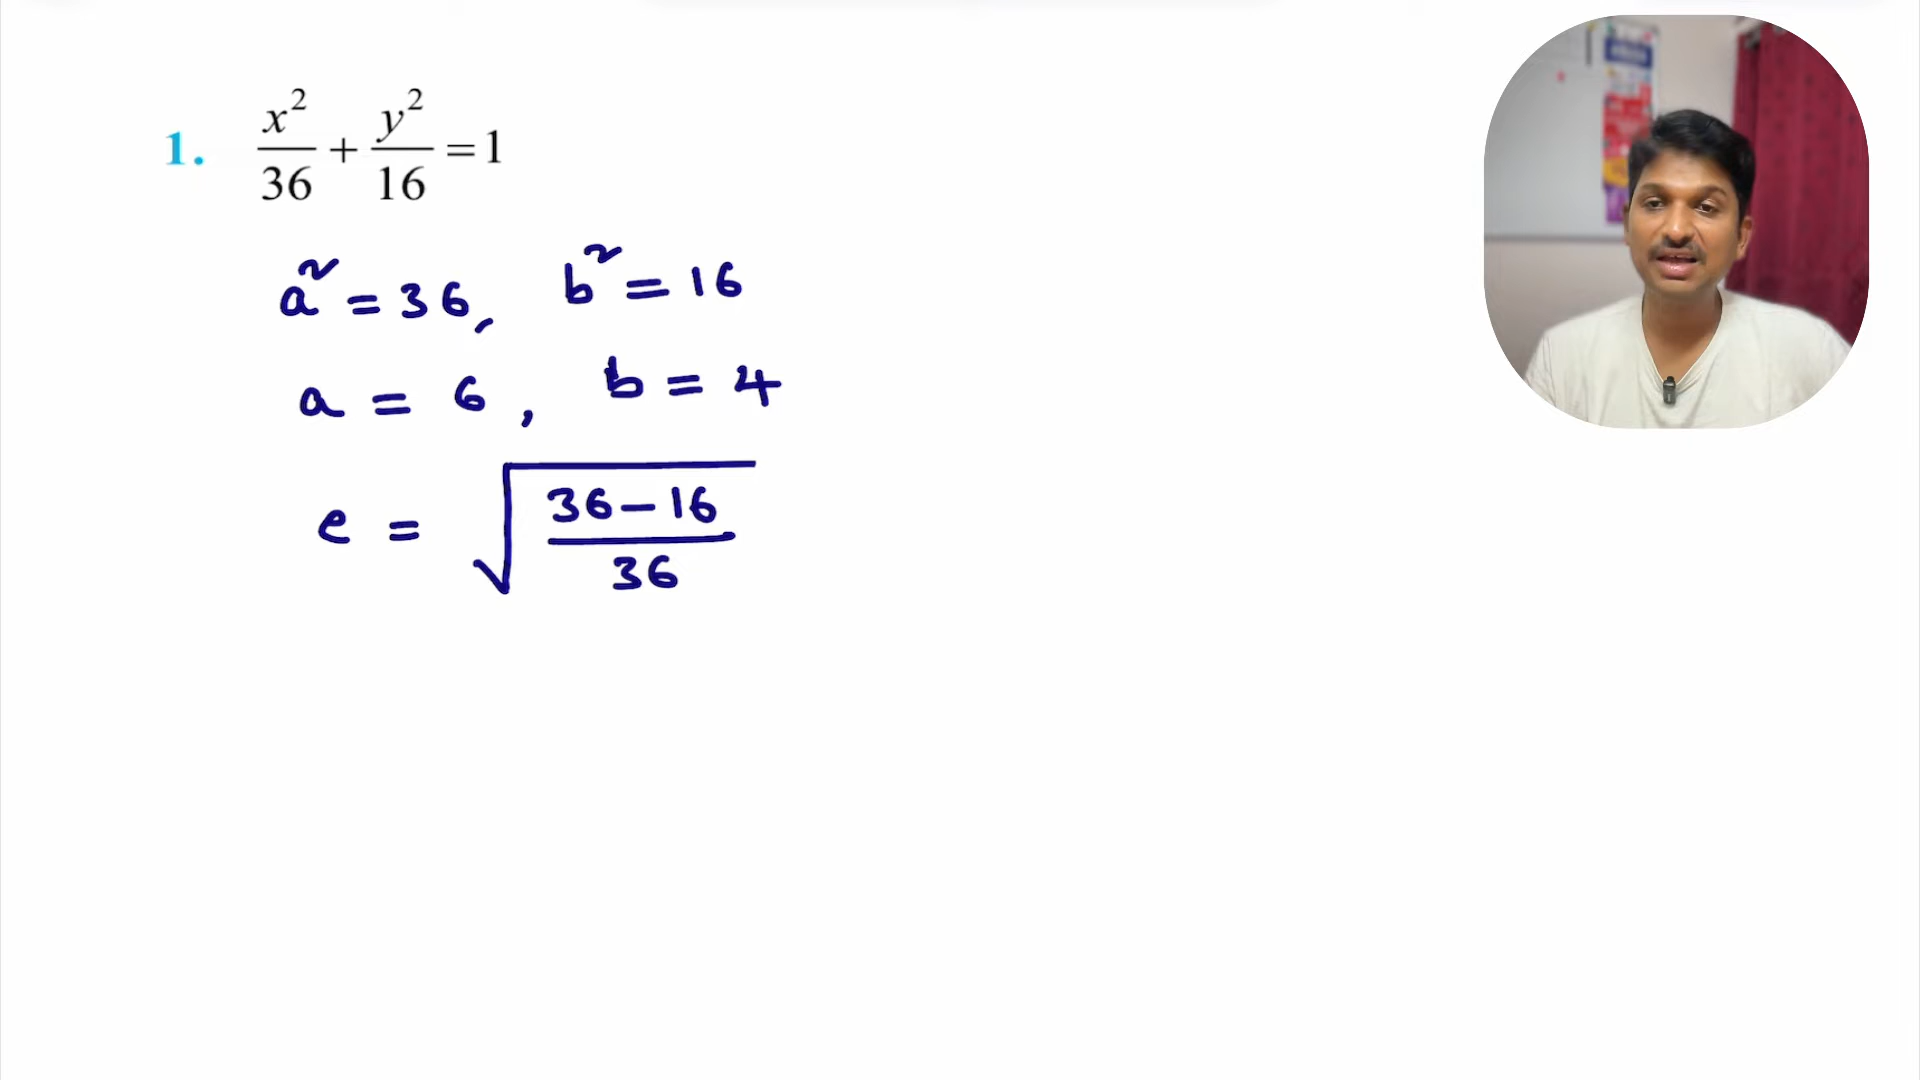 1. x²/36 + y²/16 = 1
a² = 36, b² = 16
a = 6, b = 4
e = √((36 − 16)/36)